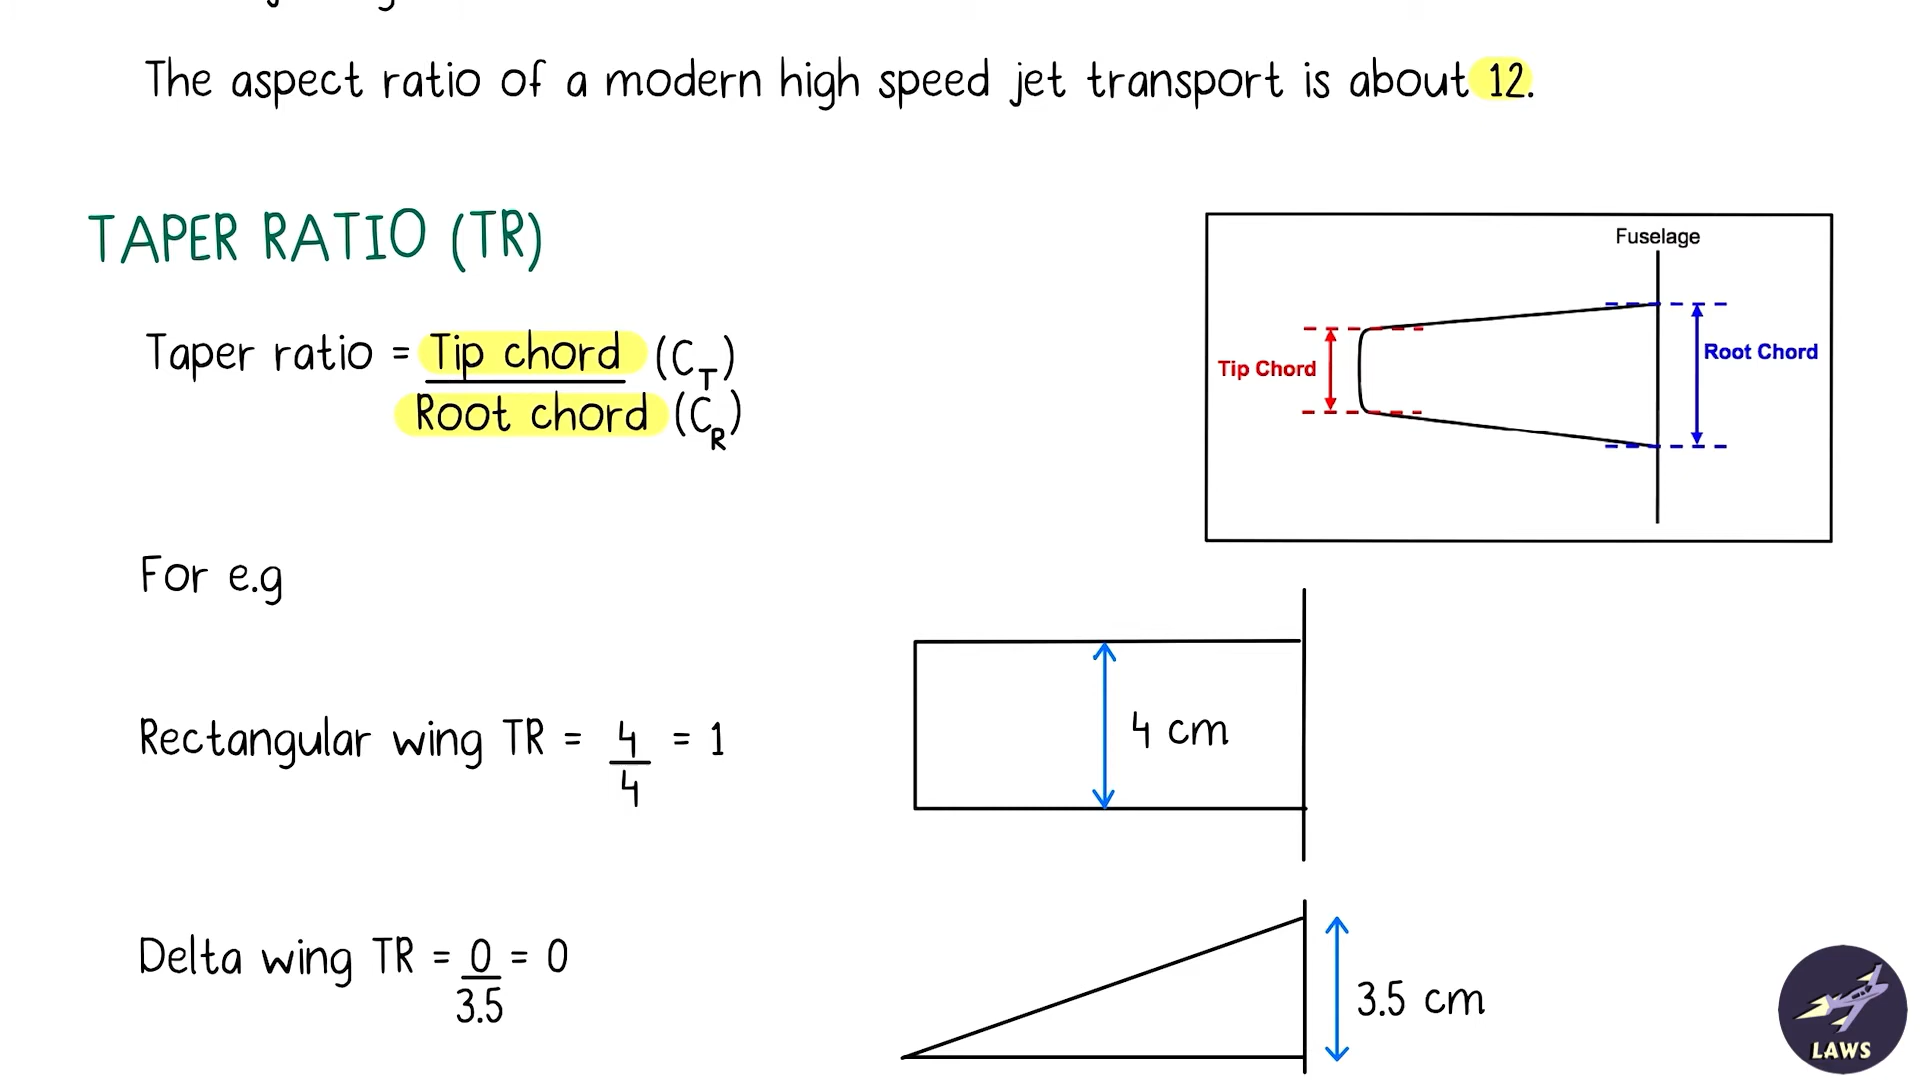 The aspect ratio of a modern high speed jet transport is about 12.
TAPER RATIO (TR)
Taper ratio = Tip chord (CT)
Root chord (CR)
Fuselage
Tip Chord
Root Chord
For e.g
Rectangular wing TR = 4 = 1
4
4 cm
Delta wing TR = 0 = 0
3.5
3.5 cm
LAWS